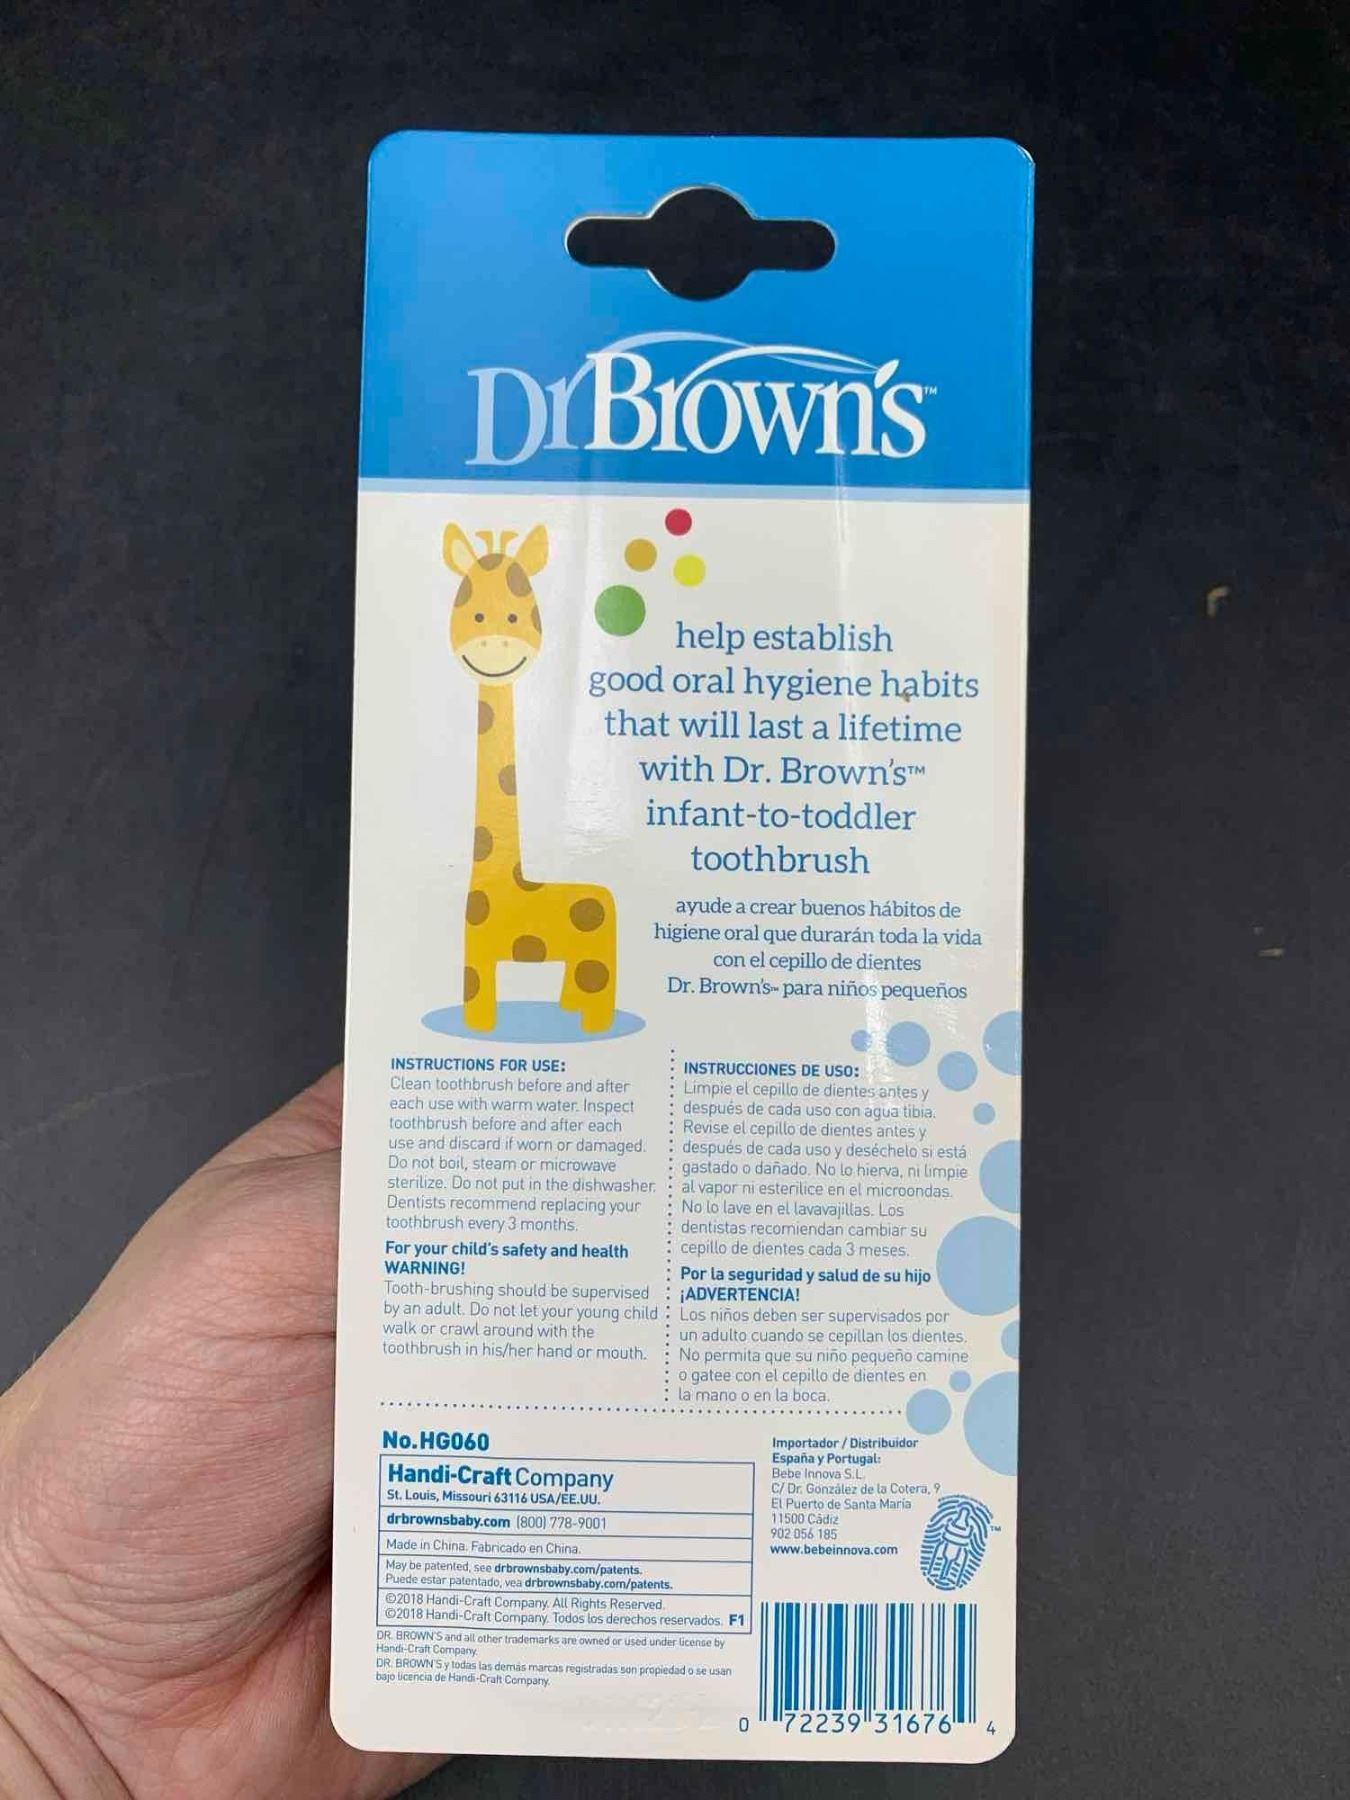 DrBrown's™
help establish
good oral hygiene habits
that will last a lifetime
with Dr. Brown's™
infant-to-toddler
toothbrush
ayude a crear buenos hábitos de
higiene oral que durarán toda la vida
con el cepillo de dientes
Dr. Brown's™ para niños pequeños
INSTRUCTIONS FOR USE:
Clean toothbrush before and after
each use with warm water. Inspect
toothbrush before and after each
use and discard if worn or damaged.
Do not boil, steam or microwave
sterilize. Do not put in the dishwasher.
Dentists recommend replacing your
toothbrush every 3 months.
For your child's safety and health
WARNING!
Tooth-brushing should be supervised
by an adult. Do not let your young child
walk or crawl around with the
toothbrush in his/her hand or mouth.
INSTRUCCIONES DE USO:
Limpie el cepillo de dientes antes y
después de cada uso con agua tibia.
Revise el cepillo de dientes antes y
después de cada uso y deséchelo si está
gastado o dañado. No lo hierva, ni limpie
al vapor ni esterilice en el microondas.
No lo lave en el lavavajillas. Los
dentistas recomiendan cambiar su
cepillo de dientes cada 3 meses.
Por la seguridad y salud de su hijo
¡ADVERTENCIA!
Los niños deben ser supervisados por
un adulto cuando se cepillan los dientes.
No permita que su niño pequeño camine
o gatee con el cepillo de dientes en
la mano o en la boca.
No.HG060
Handi-Craft Company
St. Louis, Missouri 63116 USA/EE.UU.
drbrownsbaby.com (800) 778-9001
Made in China. Fabricado en China.
May be patented, see drbrownsbaby.com/patents.
Puede estar patentado, vea drbrownsbaby.com/patents.
©2018 Handi-Craft Company. All Rights Reserved.
©2018 Handi-Craft Company. Todos los derechos reservados. F1
DR. BROWN'S and all other trademarks are owned or used under license by
Handi-Craft Company.
DR. BROWN'S y todas las demás marcas registradas son propiedad o se usan
bajo licencia de Handi-Craft Company.
Importador / Distribuidor
España y Portugal:
Bebe Innova S.L.
C/ Dr. González de la Cotera, 9
El Puerto de Santa María
11500 Cádiz
902 056 185
www.bebeinnova.com
™
0 72239 31676 4